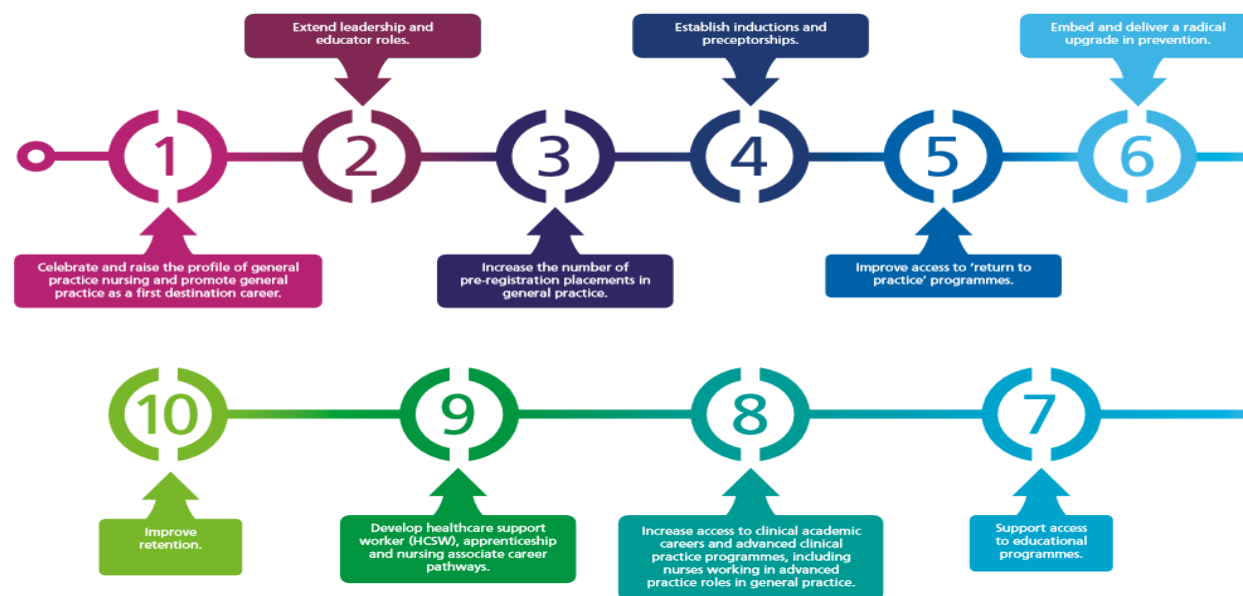 Extend leadership and
educator roles.
Establish inductions and
preceptorships.
Embed and deliver a radical
upgrade in prevention.
1
2
3
4
5
6
Celebrate and raise the profile of general
practice nursing and promote general
practice as a first destination career.
Increase the number of
pre-registration placements in
general practice.
Improve access to ‘return to
practice’ programmes.
10
9
8
7
Improve
retention.
Develop healthcare support
worker (HCSW), apprenticeship
and nursing associate career
pathways.
Increase access to clinical academic
careers and advanced clinical
practice programmes, including
nurses working in advanced
practice roles in general practice.
Support access
to educational
programmes.